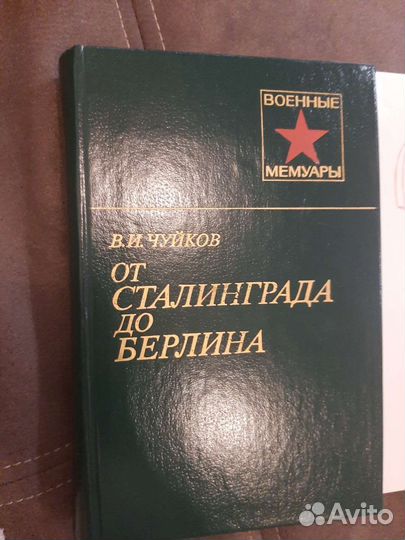 ВОЕННЫЕ
МЕМУАРЫ
В.И.ЧУЙКОВ
ОТ
СТАЛИНГРАДА
ДО
БЕРЛИНА
Avito